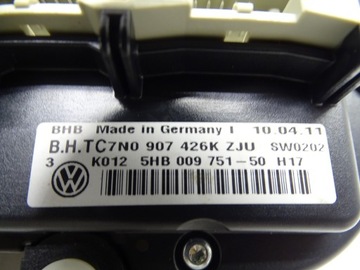 BHB Made in Germany I 10.04.11
B.H.TC7N0 907 426K ZJU SW0202
3 K012 5HB 009 751-50 H17